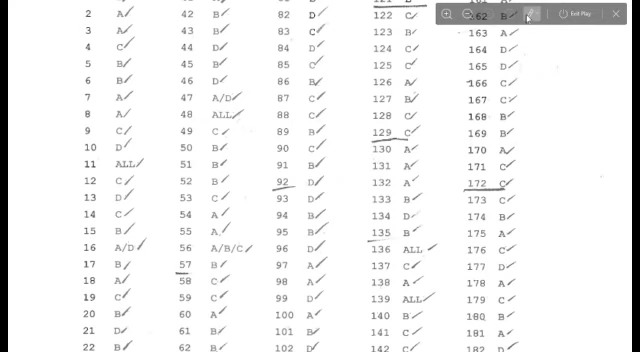 Exit Play
2 A 42 B 82 D 122 C 162 B
3 A 43 B 83 C 123 B 163 A
4 C 44 D 84 D 124 C 164 D
5 B 45 B 85 C 125 C 165 D
6 B 46 D 86 B 126 A 166 C
7 A 47 A/D 87 C 127 B 167 C
8 A 48 ALL 88 C 128 C 168 B
9 C 49 C 89 B 129 C 169 B
10 D 50 B 90 C 130 A 170 A
11 ALL 51 B 91 B 131 A 171 C
12 C 52 B 92 D 132 A 172 C
13 D 53 C 93 D 133 B 173 C
14 C 54 A 94 B 134 D 174 B
15 B 55 A 95 B 135 B 175 A
16 A/D 56 A/B/C 96 D 136 ALL 176 C
17 B 57 B 97 A 137 C 177 D
18 A 58 C 98 A 138 A 178 A
19 C 59 C 99 D 139 ALL 179 C
20 B 60 A 100 A 140 B 180 B
21 D 61 B 101 B 141 C 181 A
22 B 62 B 102 D 142 C 182 D